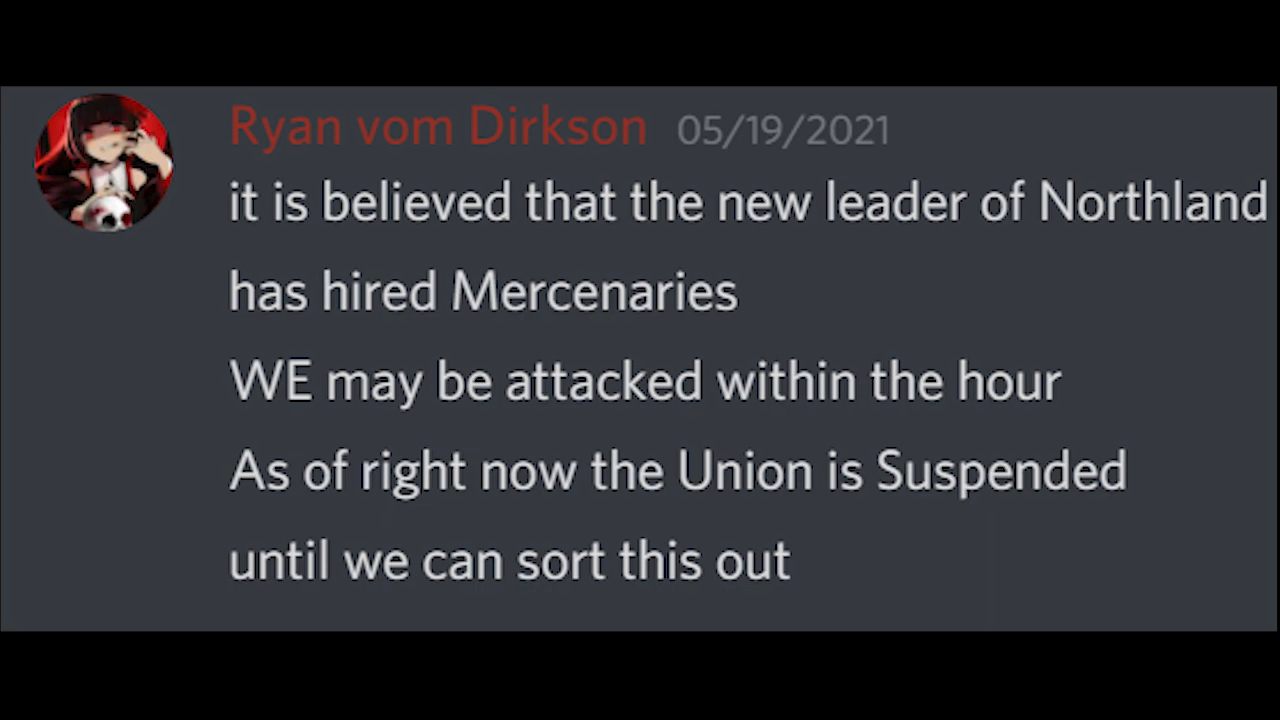 Ryan vom Dirkson 05/19/2021
it is believed that the new leader of Northland
has hired Mercenaries
WE may be attacked within the hour
As of right now the Union is Suspended
until we can sort this out